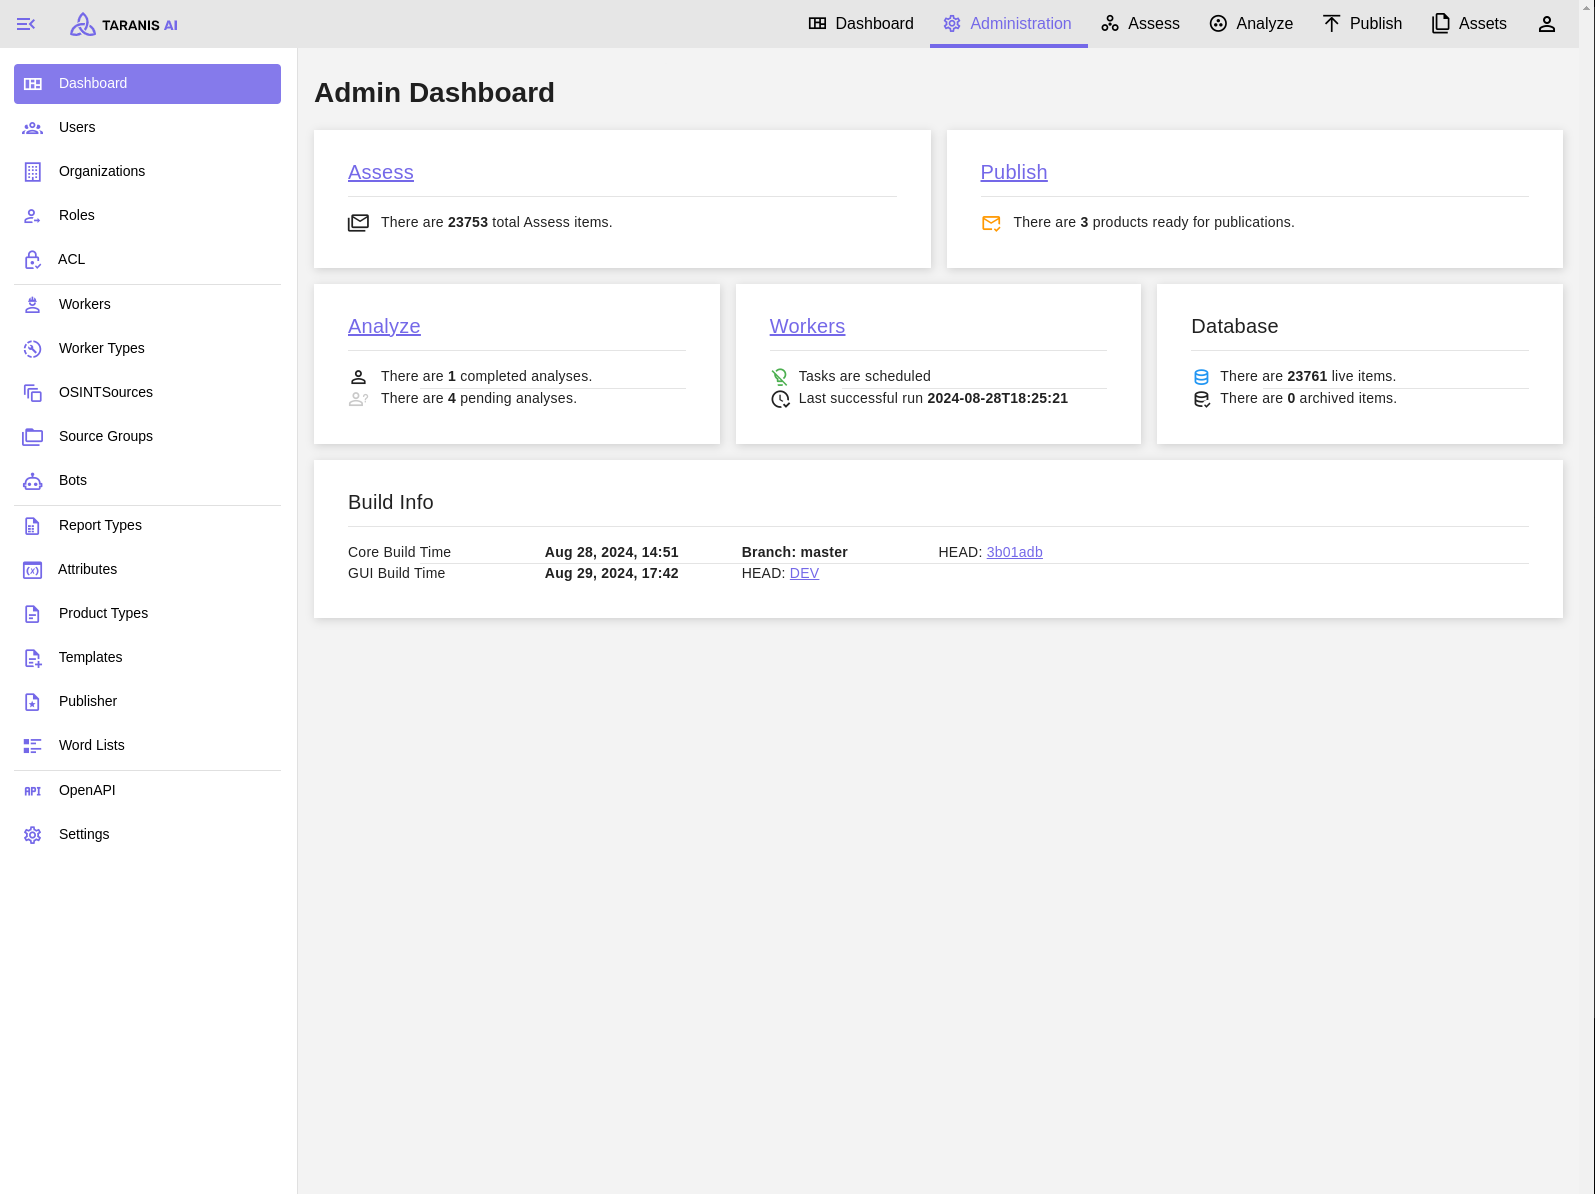 TARANIS AI
Dashboard
Administration
Assess
Analyze
Publish
Assets
Dashboard
Users
Organizations
Roles
ACL
Workers
Worker Types
OSINTSources
Source Groups
Bots
Report Types
Attributes
Product Types
Templates
Publisher
Word Lists
API OpenAPI
Settings
Admin Dashboard
Assess
There are 23753 total Assess items.
Publish
There are 3 products ready for publications.
Analyze
There are 1 completed analyses.
There are 4 pending analyses.
Workers
Tasks are scheduled
Last successful run 2024-08-28T18:25:21
Database
There are 23761 live items.
There are 0 archived items.
Build Info
Core Build Time Aug 28, 2024, 14:51 Branch: master HEAD: 3b01adb
GUI Build Time Aug 29, 2024, 17:42 HEAD: DEV